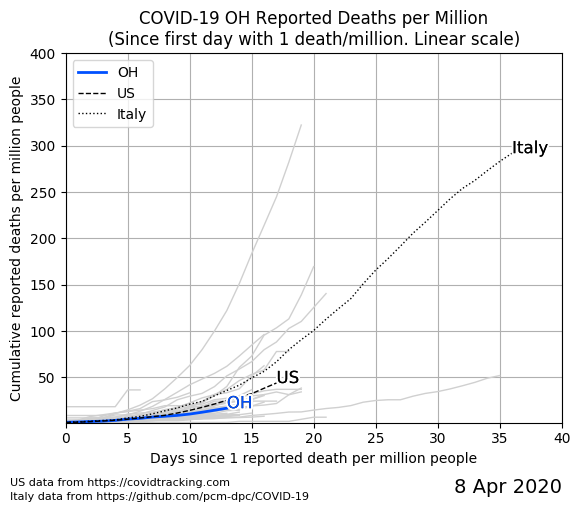 COVID-19 OH Reported Deaths per Million
(Since first day with 1 death/million. Linear scale)
400
350
300
250
200
150
100
50
Cumulative reported deaths per million people
OH
US
Italy
Italy
US
OH
0
5
10
15
20
25
30
35
40
Days since 1 reported death per million people
US data from https://covidtracking.com
Italy data from https://github.com/pcm-dpc/COVID-19
8 Apr 2020